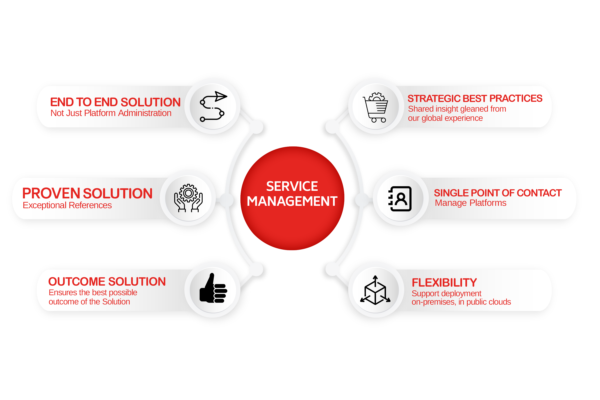 END TO END SOLUTION
Not Just Platform Administration
PROVEN SOLUTION
Exceptional References
OUTCOME SOLUTION
Ensures the best possible
outcome of the Solution
SERVICE
MANAGEMENT
STRATEGIC BEST PRACTICES
Shared insight gleaned from
our global experience
SINGLE POINT OF CONTACT
Manage Platforms
FLEXIBILITY
Support deployment
on-premises, in public clouds